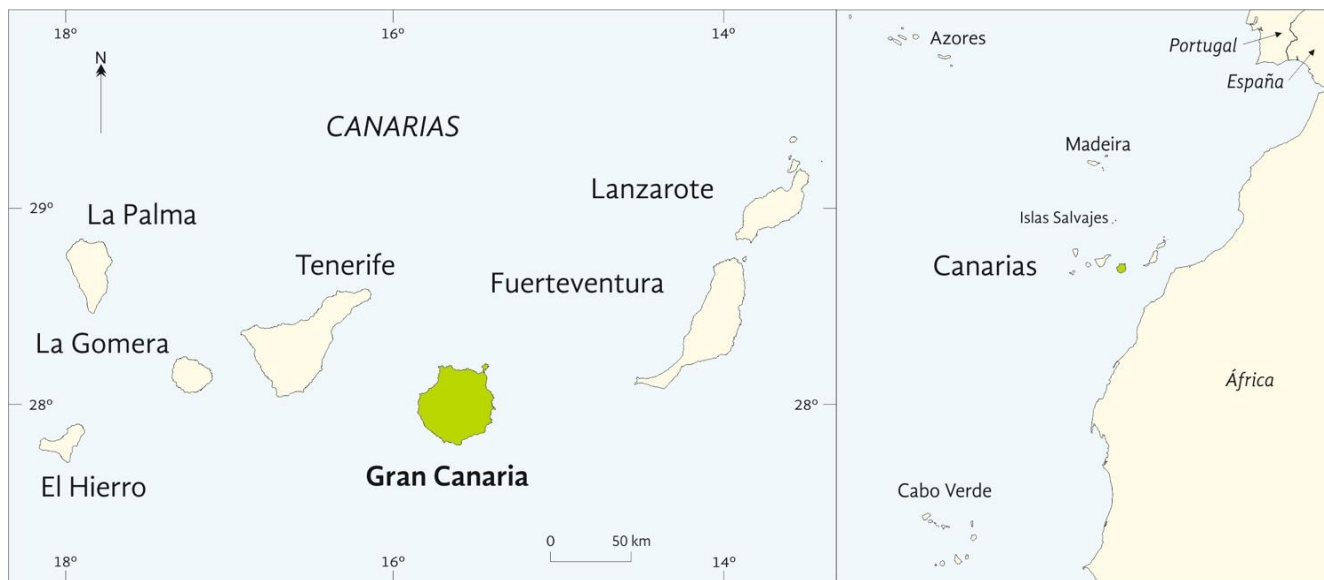 18º
16º
14º
N
CANARIAS
Lanzarote
29º
La Palma
Tenerife
Fuerteventura
La Gomera
28º
28º
Gran Canaria
El Hierro
0
50 km
18º
16º
14º
Azores
Portugal
España
Madeira
Islas Salvajes
Canarias
África
Cabo Verde